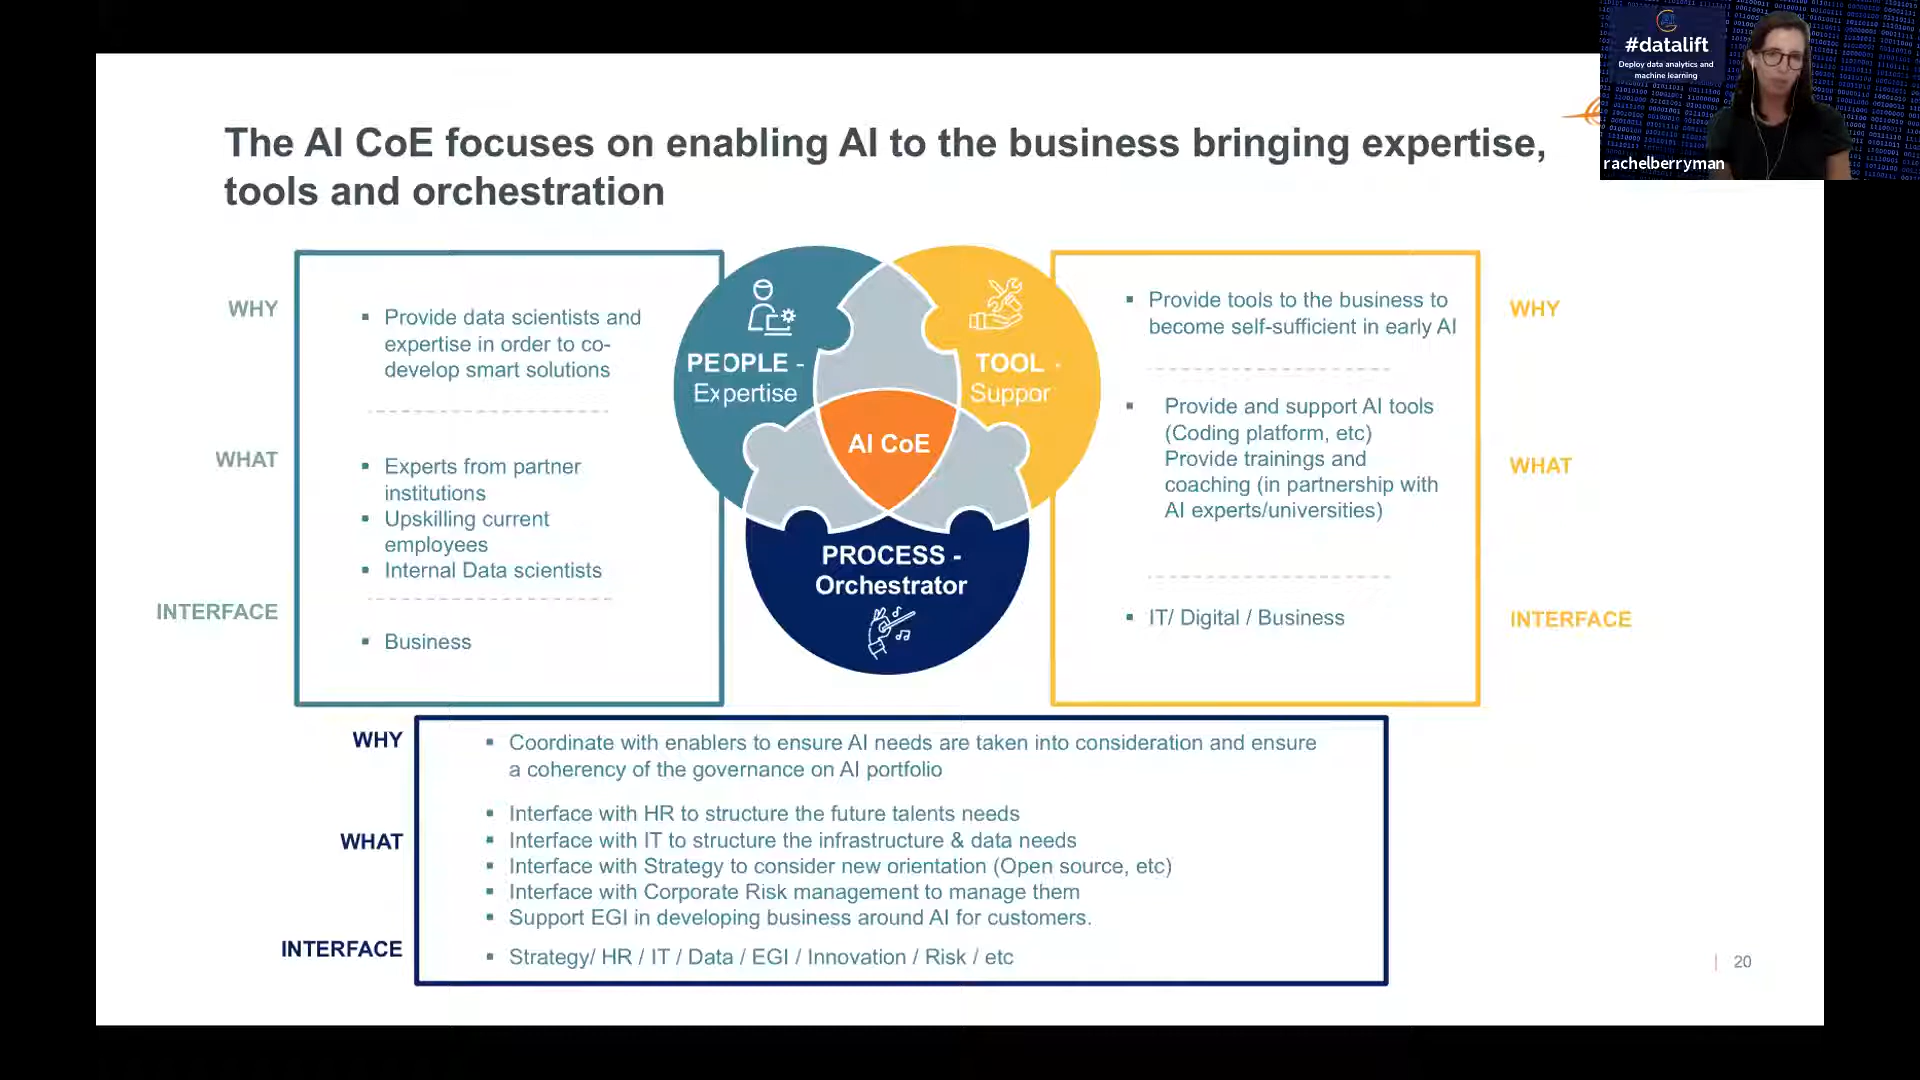 #datalift
Deploy data analytics and
machine learning
rachelberryman
The AI CoE focuses on enabling AI to the business bringing expertise,
tools and orchestration
WHY
Provide data scientists and
expertise in order to co-
develop smart solutions
WHAT
Experts from partner
institutions
Upskilling current
employees
Internal Data scientists
INTERFACE
Business
PEOPLE -
Expertise
TOOL -
Suppor
AI CoE
PROCESS -
Orchestrator
Provide tools to the business to
become self-sufficient in early AI
WHY
Provide and support AI tools
(Coding platform, etc)
Provide trainings and
coaching (in partnership with
AI experts/universities)
WHAT
IT/ Digital / Business
INTERFACE
WHY
Coordinate with enablers to ensure AI needs are taken into consideration and ensure
a coherency of the governance on AI portfolio
WHAT
Interface with HR to structure the future talents needs
Interface with IT to structure the infrastructure & data needs
Interface with Strategy to consider new orientation (Open source, etc)
Interface with Corporate Risk management to manage them
Support EGI in developing business around AI for customers.
INTERFACE
Strategy/ HR / IT / Data / EGI / Innovation / Risk / etc
20